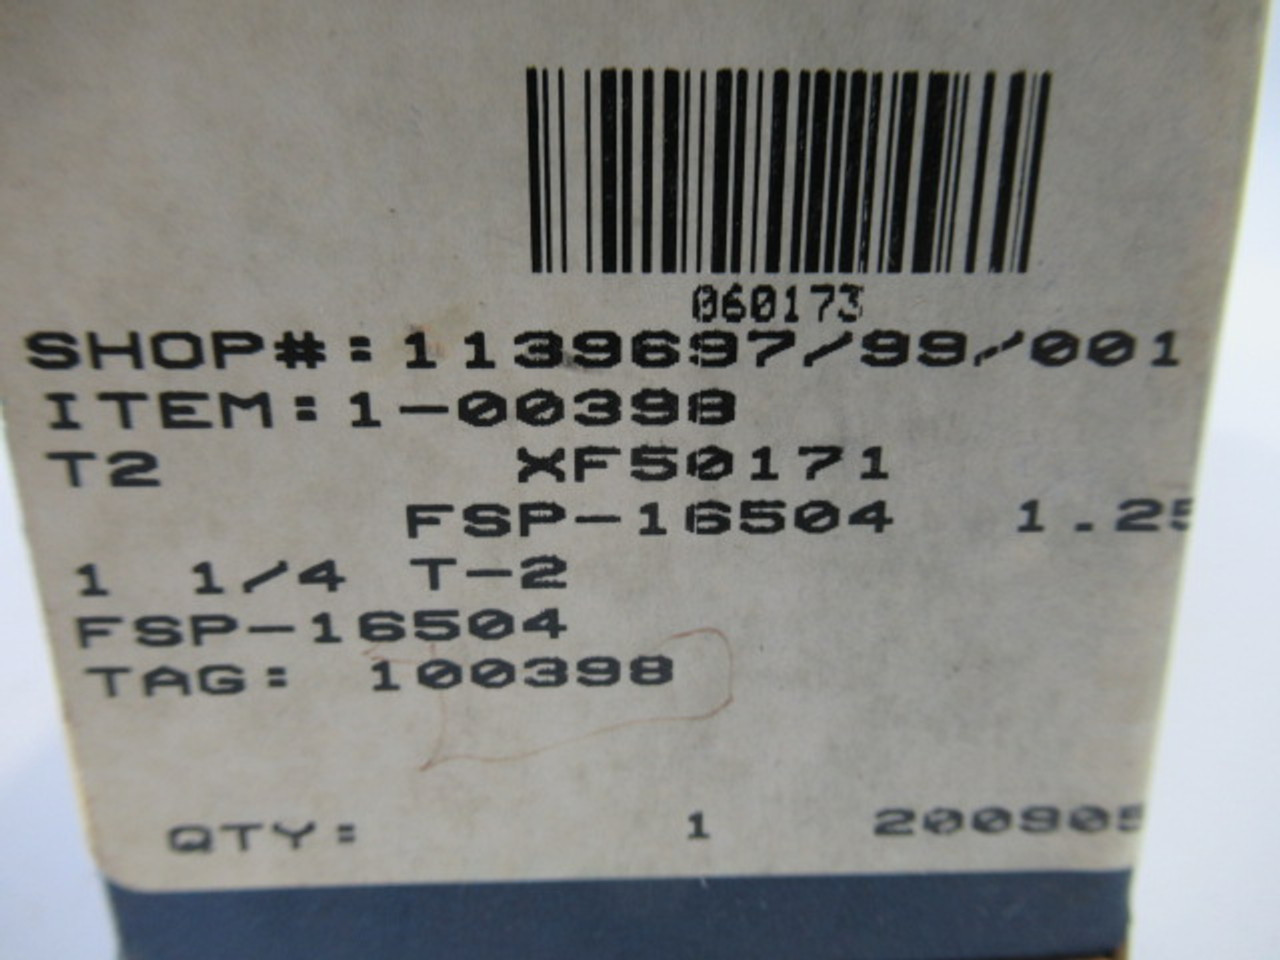 060173
SHOP#:1139697/99/001
ITEM:1-00398
T2 XF50171
FSP-16504 1.25
1 1/4 T-2
FSP-16504
TAG: 100398
QTY: 1 200905